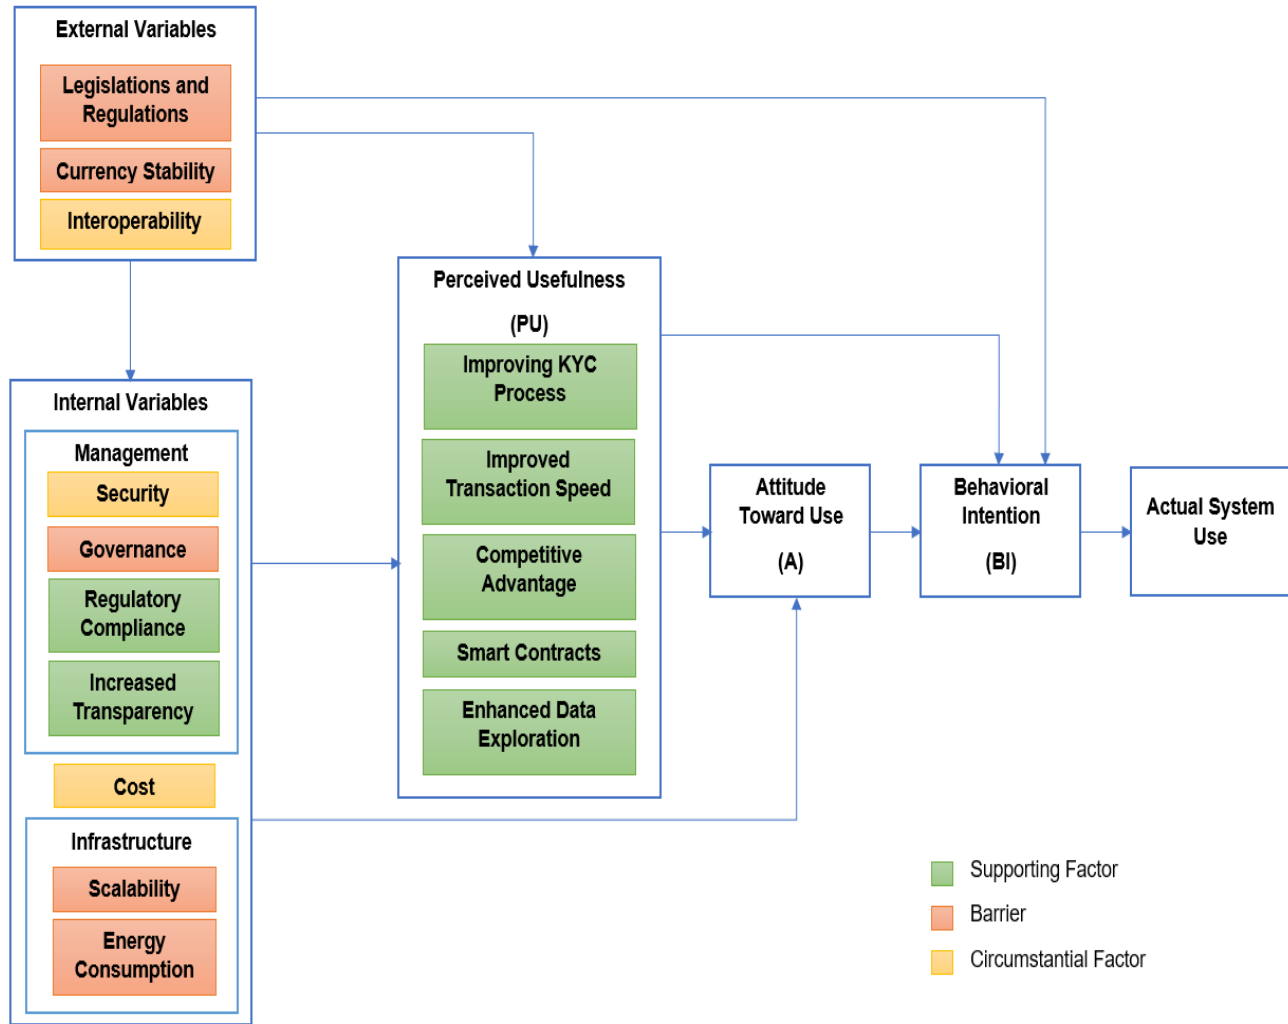 External Variables
Legislations and
Regulations
Currency Stability
Interoperability
Internal Variables
Management
Security
Governance
Regulatory
Compliance
Increased
Transparency
Cost
Infrastructure
Scalability
Energy
Consumption
Perceived Usefulness
(PU)
Improving KYC
Process
Improved
Transaction Speed
Competitive
Advantage
Smart Contracts
Enhanced Data
Exploration
Attitude
Toward Use
(A)
Behavioral
Intention
(BI)
Actual System
Use
Supporting Factor
Barrier
Circumstantial Factor